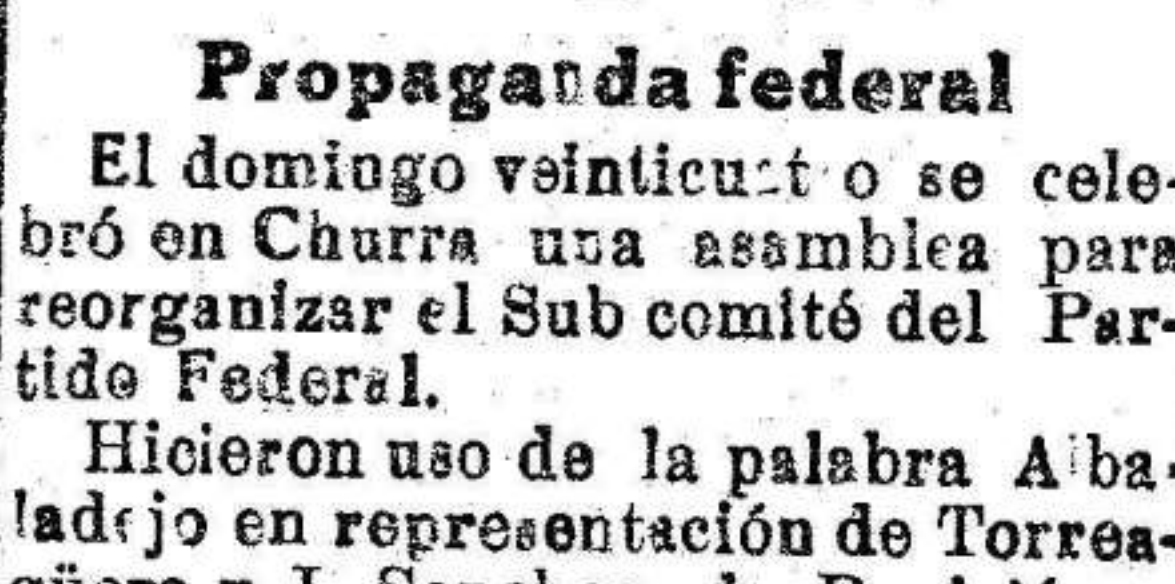 Propaganda federal
El domingo veinticuatro se cele-
bró en Churra una asamblea para
reorganizar el Sub comité del Par-
tido Federal.
Hicieron uso de la palabra Alba-
ladejo en representación de Torrea-
güera y J.